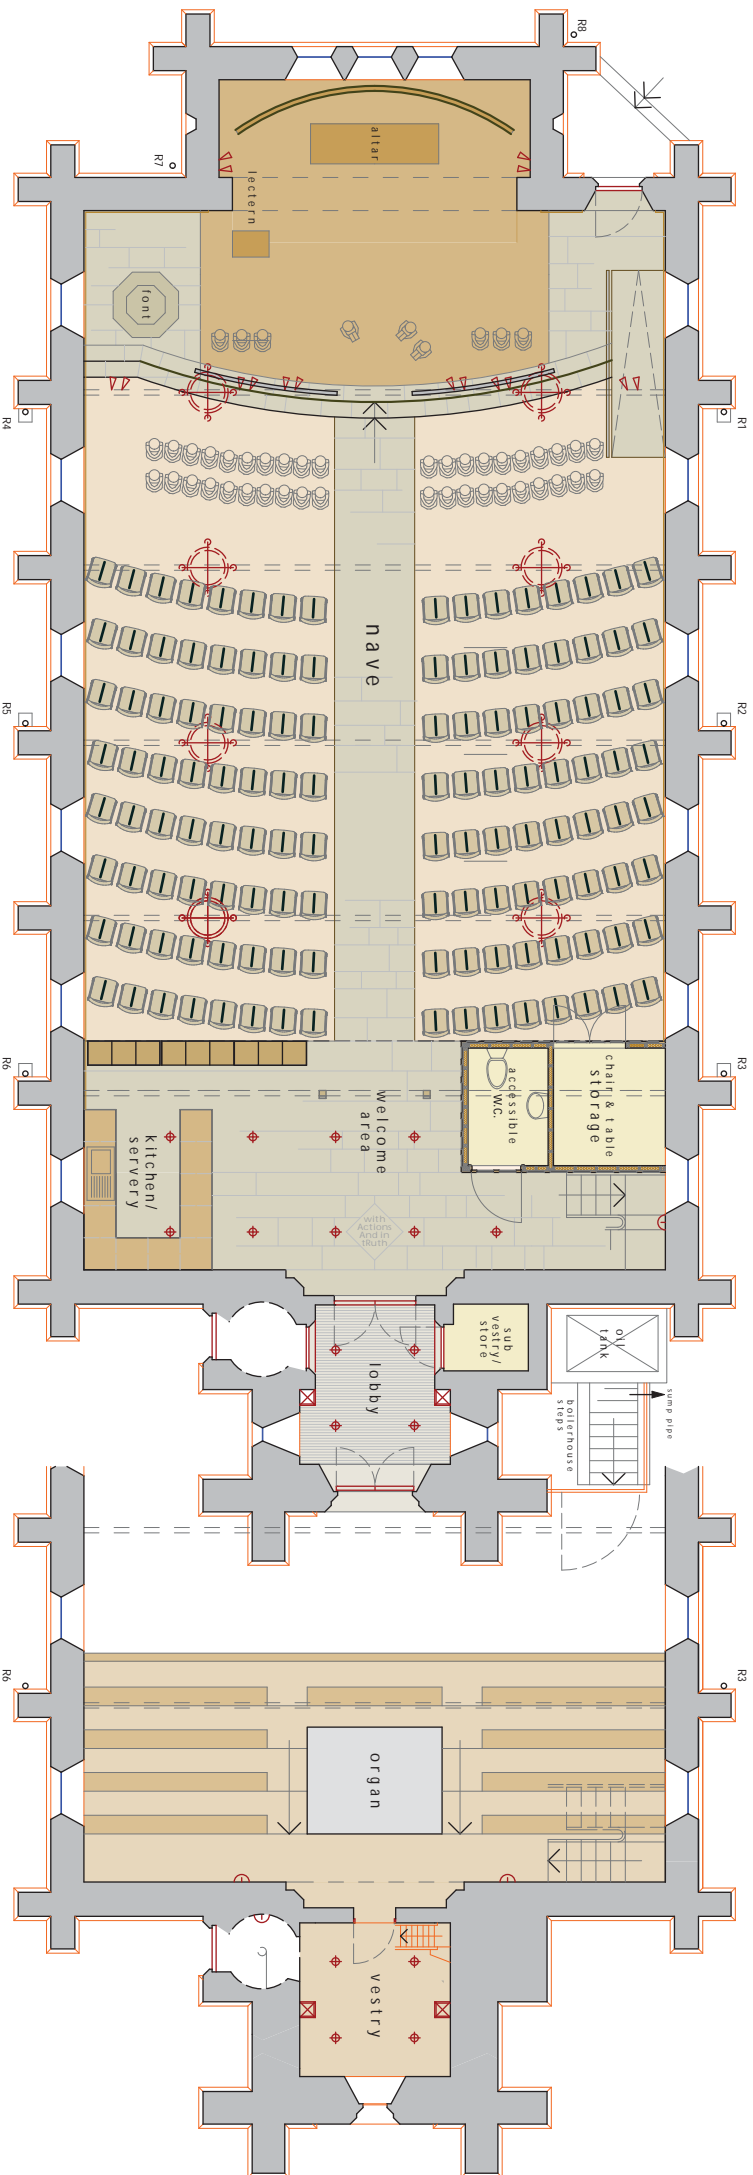 R8
altar
R7
lectern
font
R4
R1
nave
R5
R2
R6
R3
chair & table
storage
accessible
w.c.
welcome
area
kitchen/
servery
with
Actions
And in
tRuth
sub
vestry/
store
oil
tank
lobby
sump pipe
boilerhouse
steps
R6
R3
organ
vestry